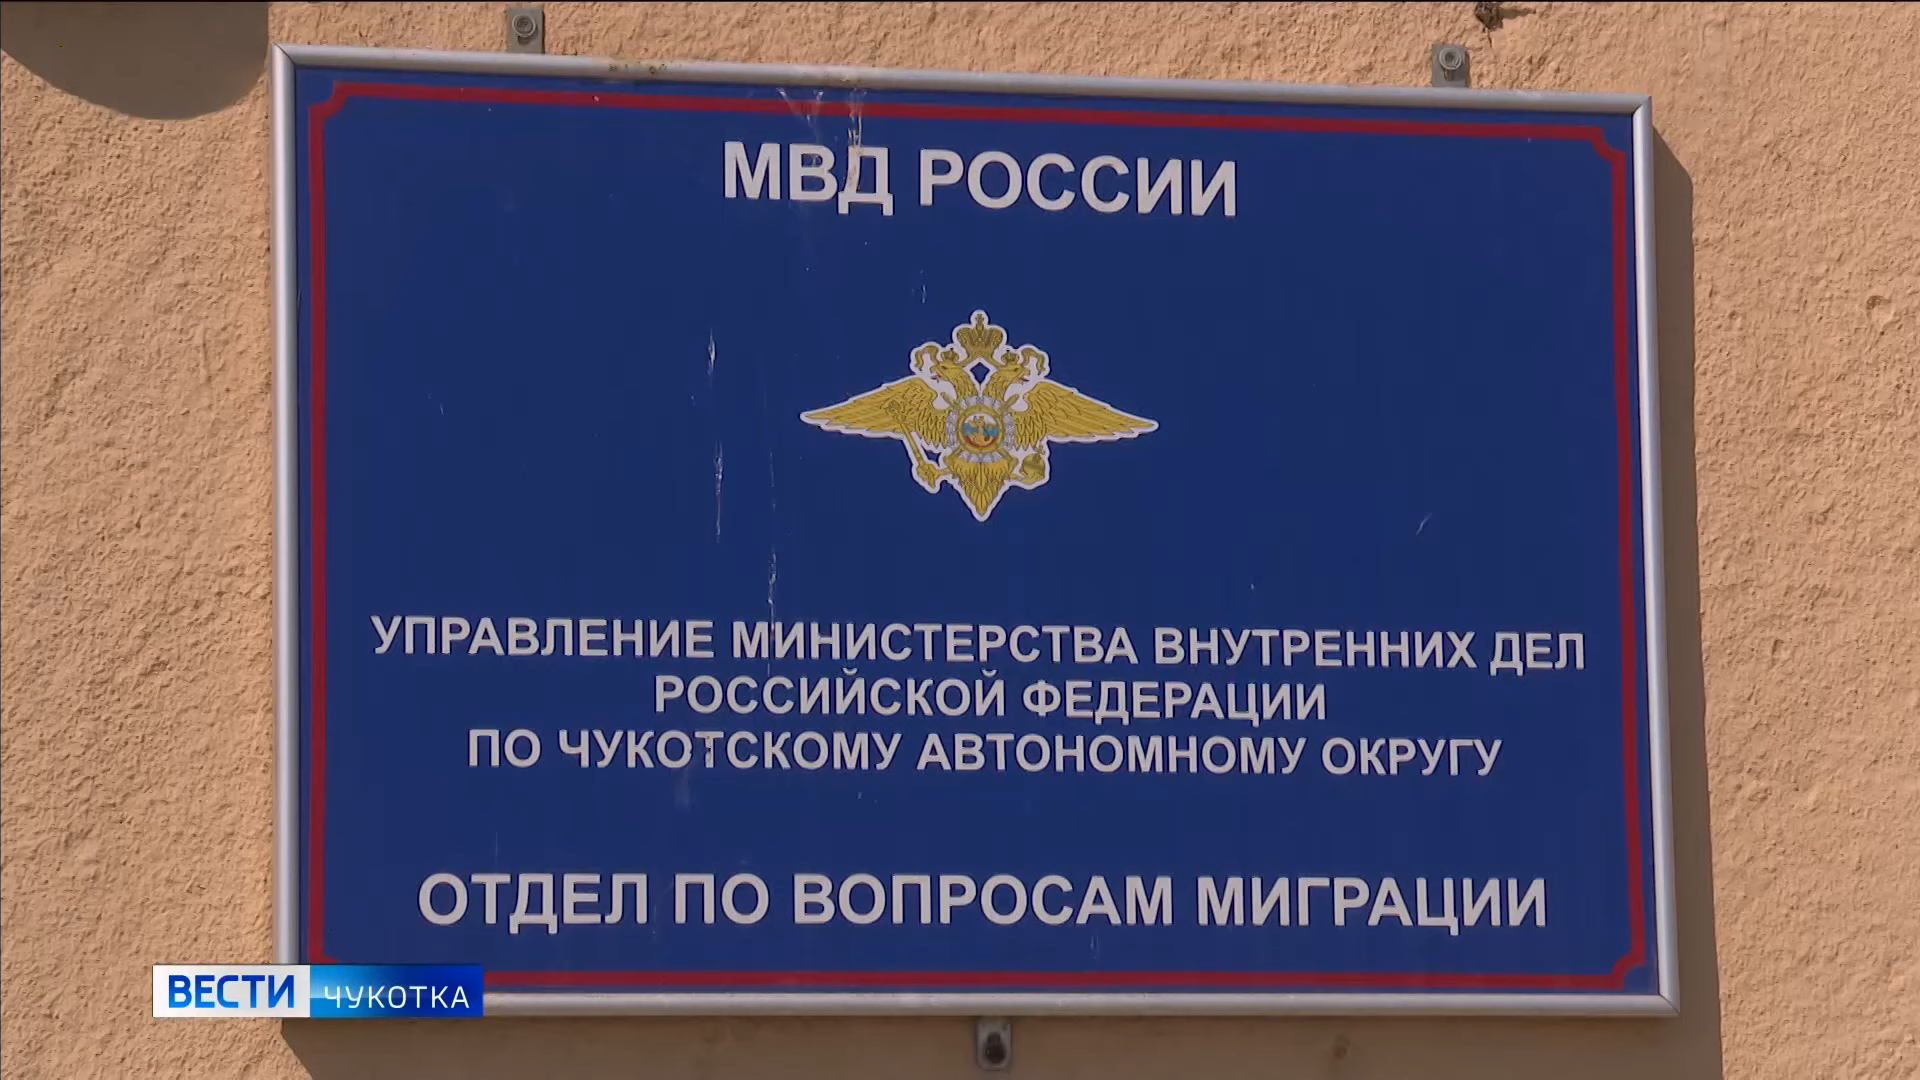 МВД РОССИИ
УПРАВЛЕНИЕ МИНИСТЕРСТВА ВНУТРЕННИХ ДЕЛ
РОССИЙСКОЙ ФЕДЕРАЦИИ
ПО ЧУКОТСКОМУ АВТОНОМНОМУ ОКРУГУ
ОТДЕЛ ПО ВОПРОСАМ МИГРАЦИИ
ВЕСТИ ЧУКОТКА